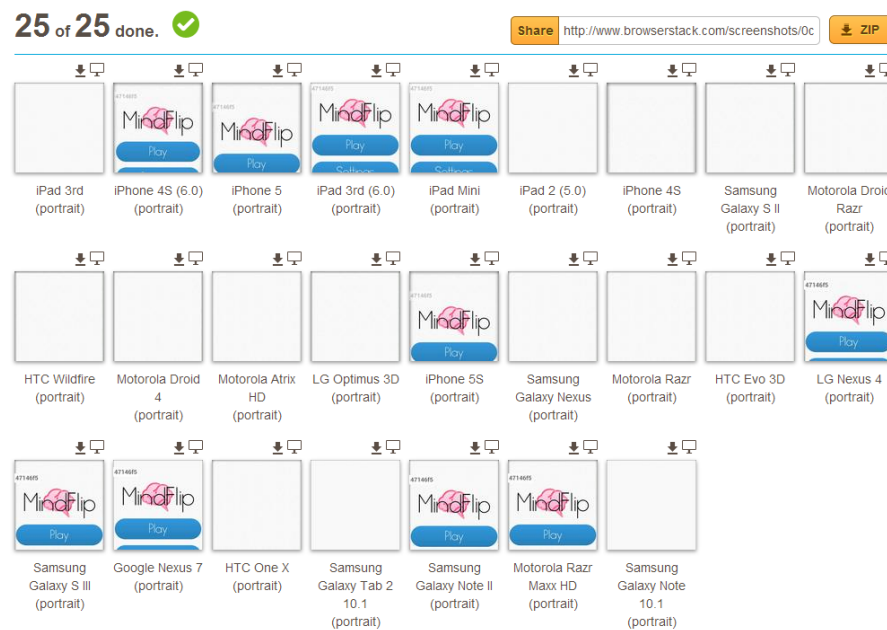 25 of 25 done.
Share http://www.browserstack.com/screenshots/0c
ZIP
47146f5
MindFlip
Play
47146f5
MindFlip
Play
47146f5
MindFlip
Play
Settings
47146f5
MindFlip
Play
Settings
iPad 3rd
(portrait)
iPhone 4S (6.0)
(portrait)
iPhone 5
(portrait)
iPad 3rd (6.0)
(portrait)
iPad Mini
(portrait)
iPad 2 (5.0)
(portrait)
iPhone 4S
(portrait)
Samsung
Galaxy S II
(portrait)
Motorola Droid
Razr
(portrait)
47146f5
MindFlip
Play
47146f5
MindFlip
Play
HTC Wildfire
(portrait)
Motorola Droid
4
(portrait)
Motorola Atrix
HD
(portrait)
LG Optimus 3D
(portrait)
iPhone 5S
(portrait)
Samsung
Galaxy Nexus
(portrait)
Motorola Razr
(portrait)
HTC Evo 3D
(portrait)
LG Nexus 4
(portrait)
47146f5
MindFlip
Play
47146f5
MindFlip
Play
47146f5
MindFlip
Play
47146f5
MindFlip
Play
Samsung
Galaxy S III
(portrait)
Google Nexus 7
(portrait)
HTC One X
(portrait)
Samsung
Galaxy Tab 2
10.1
(portrait)
Samsung
Galaxy Note II
(portrait)
Motorola Razr
Maxx HD
(portrait)
Samsung
Galaxy Note
10.1
(portrait)